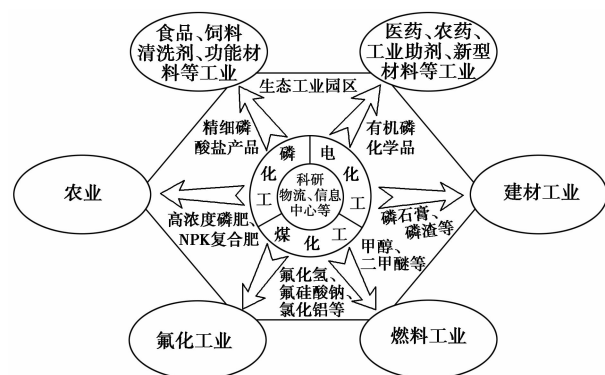 食品、饲料
清洗剂、功能材
料等工业
医药、农药、
工业助剂、新型
材料等工业
生态工业园区
精细磷
酸盐产品
有机磷
化学品
磷化工
电化工
煤化工
科研
物流、信息
中心等
农业
建材工业
高浓度磷肥、
NPK复合肥
磷石膏、
磷渣等
甲醇、
二甲醚等
氟化氢、
氟硅酸钠、
氯化铝等
氟化工业
燃料工业